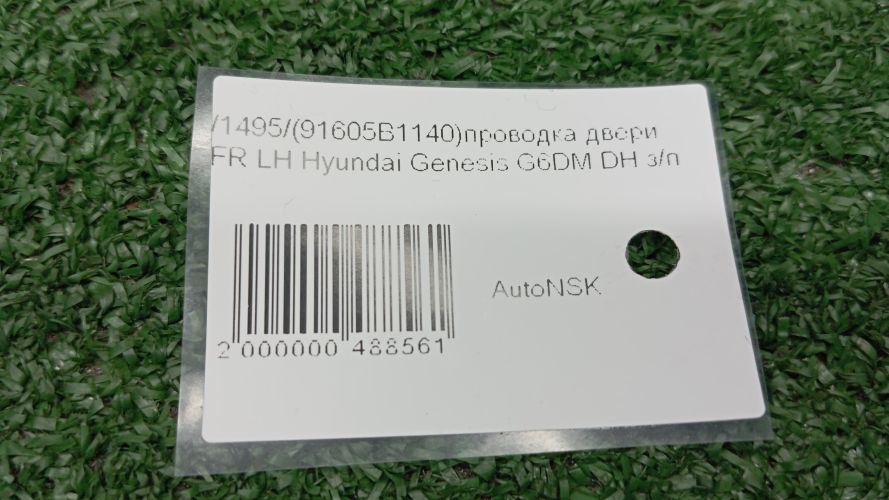 /1495/(91605B1140)проводка двери
FR LH Hyundai Genesis G6DM DH з/п
AutoNSK
2 000000 488561